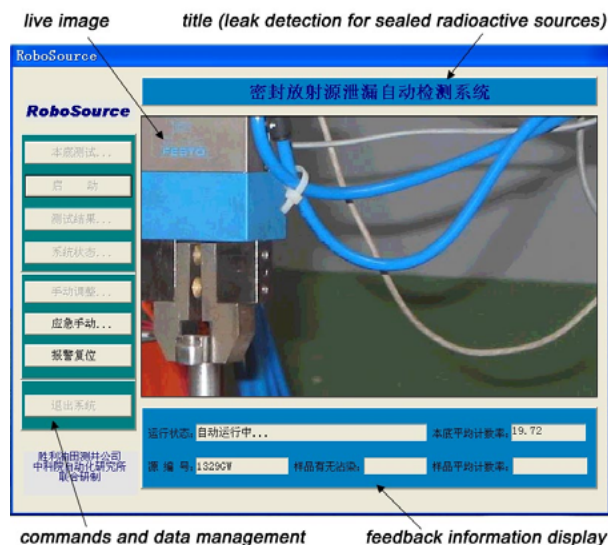 live image
title (leak detection for sealed radioactive sources)
RoboSource
密封放射源泄漏自动检测系统
RoboSource
本底测试...
启 动
测试结果...
系统状态...
手动调整...
应急手动...
报警复位
退出系统
FESTO
运行状态: 自动运行中...
本底平均计数率: 19.72
源 编 号: 1329GW
样品有无沾染:
样品平均计数率:
胜利油田测井公司
中科院自动化研究所
联合研制
commands and data management
feedback information display